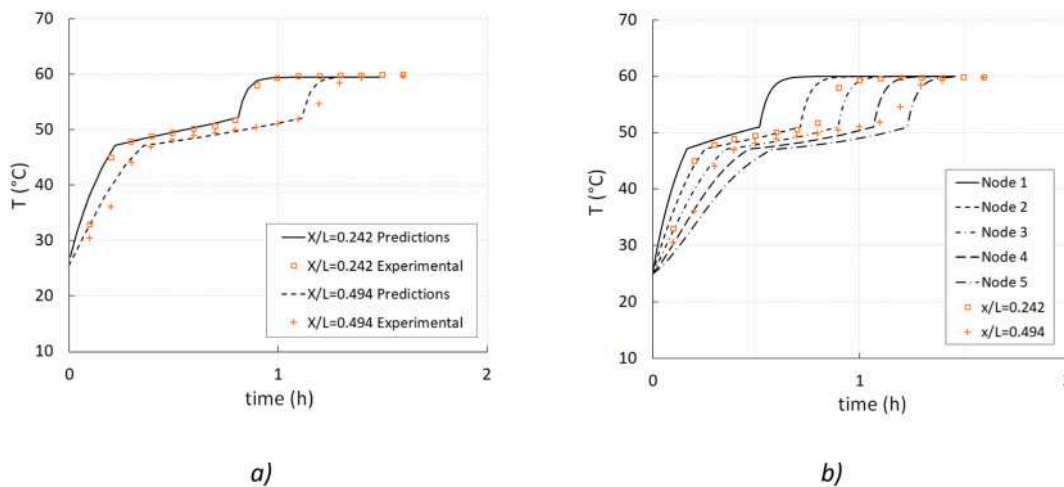 70
60
50
40
30
20
10
T (°C)
0
1
2
time (h)
X/L=0.242 Predictions
X/L=0.242 Experimental
X/L=0.494 Predictions
X/L=0.494 Experimental
a)
70
60
50
40
30
20
10
T (°C)
0
1
time (h)
Node 1
Node 2
Node 3
Node 4
Node 5
x/L=0.242
x/L=0.494
b)